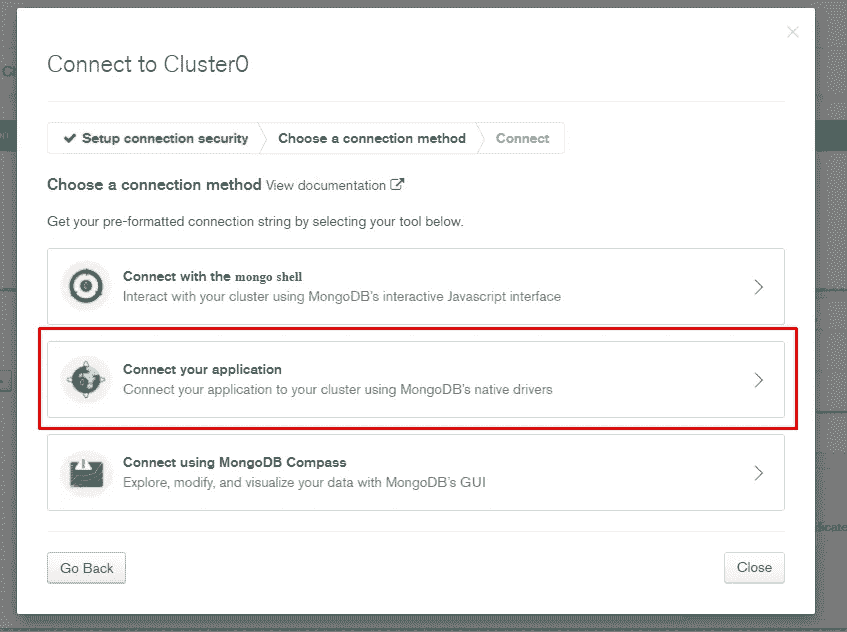 Connect to Cluster0
Setup connection security
Choose a connection method
Connect
Choose a connection method View documentation
Get your pre-formatted connection string by selecting your tool below.
Connect with the mongo shell
Interact with your cluster using MongoDB's interactive Javascript interface
Connect your application
Connect your application to your cluster using MongoDB's native drivers
Connect using MongoDB Compass
Explore, modify, and visualize your data with MongoDB's GUI
Go Back
Close